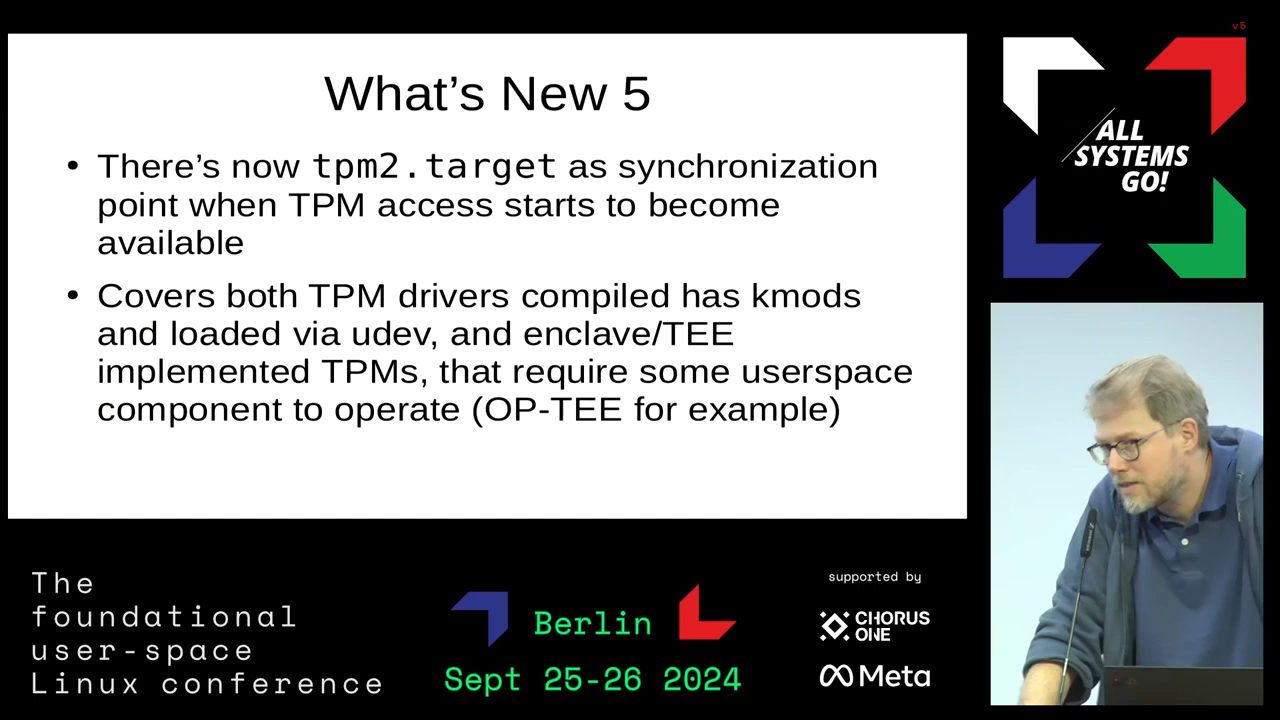 v5
What’s New 5
• There’s now tpm2.target as synchronization
point when TPM access starts to become
available
• Covers both TPM drivers compiled has kmods
and loaded via udev, and enclave/TEE
implemented TPMs, that require some userspace
component to operate (OP-TEE for example)
ALL
SYSTEMS
GO!
The
foundational
user-space
Linux conference
Berlin
Sept 25-26 2024
supported by
CHORUS
ONE
Meta